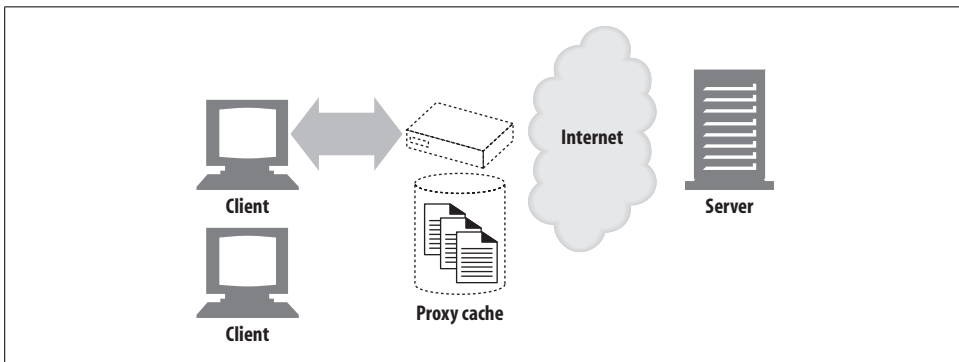 Internet
Client
Server
Proxy cache
Client